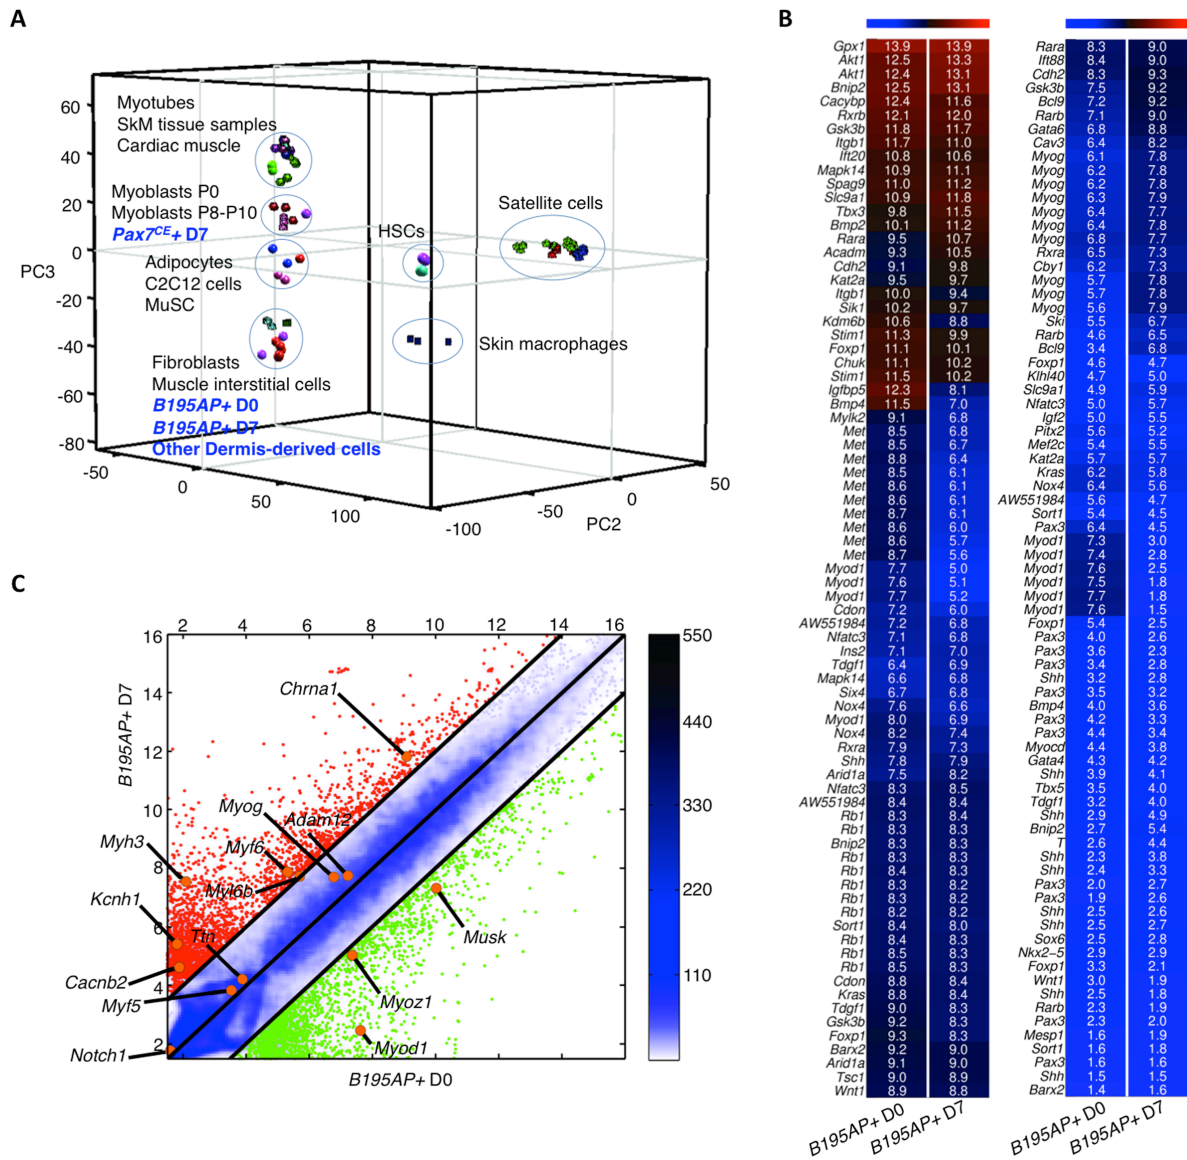 A
60
40
20
0
-20
-40
-60
-80
PC3
Myotubes
SkM tissue samples
Cardiac muscle
Myoblasts P0
Myoblasts P8-P10
Pax7CE+ D7
Adipocytes
C2C12 cells
MuSC
Fibroblasts
Muscle interstitial cells
B195AP+ D0
B195AP+ D7
Other Dermis-derived cells
HSCs
Satellite cells
Skin macrophages
-50
0
50
100
-100
-50
0
50
PC2
B
Gpx1 13.9 13.9
Akt1 12.5 13.3
Akt1 12.4 13.1
Bnip2 12.5 13.1
Cacybp 12.4 11.6
Rxrb 12.1 12.0
Gsk3b 11.8 11.7
Itgb1 11.7 11.0
Ift20 10.8 10.6
Mapk14 10.9 11.1
Spag9 11.0 11.2
Slc9a1 10.9 11.8
Tbx3 9.8 11.5
Bmp2 10.1 11.2
Rara 9.5 10.7
Acadm 9.3 10.5
Cdh2 9.1 9.8
Kat2a 9.5 9.7
Itgb1 10.0 9.4
Sik1 10.2 9.7
Kdm6b 10.6 8.8
Stim1 11.3 9.9
Foxp1 11.1 10.1
Chuk 11.1 10.2
Stim1 11.5 10.2
Igfbp5 12.3 8.1
Bmp4 11.5 7.0
Mylk2 9.1 6.8
Met 8.5 6.8
Met 8.5 6.7
Met 8.8 6.4
Met 8.5 6.1
Met 8.6 6.1
Met 8.6 6.1
Met 8.7 6.1
Met 8.6 6.0
Met 8.6 5.7
Met 8.7 5.6
Myod1 7.7 5.0
Myod1 7.6 5.1
Myod1 7.7 5.2
Cdon 7.2 6.0
AW551984 7.2 6.8
Nfatc3 7.1 6.8
Ins2 7.1 7.0
Tdgf1 6.4 6.9
Mapk14 6.6 6.8
Six4 6.7 6.8
Nox4 7.6 6.6
Myod1 8.0 6.9
Nox4 8.2 7.4
Rxra 7.9 7.3
Shh 7.8 7.9
Arid1a 7.5 8.2
Nfatc3 8.3 8.5
AW551984 8.4 8.4
Rb1 8.3 8.4
Rb1 8.3 8.3
Bnip2 8.3 8.3
Rb1 8.3 8.3
Rb1 8.4 8.3
Rb1 8.3 8.2
Rb1 8.3 8.2
Rb1 8.2 8.2
Sort1 8.4 8.0
Rb1 8.4 8.3
Rb1 8.5 8.3
Rb1 8.5 8.3
Cdon 8.8 8.4
Kras 8.8 8.4
Tdgf1 9.0 8.3
Gsk3b 9.2 8.3
Foxp1 9.3 8.3
Barx2 9.2 9.0
Arid1a 9.1 9.0
Tsc1 9.0 8.9
Wnt1 8.9 8.8
B195AP+ D0
B195AP+ D7
Rara 8.3 9.0
Ift88 8.4 9.0
Cdh2 8.3 9.3
Gsk3b 7.5 9.2
Bcl9 7.2 9.2
Rarb 7.1 9.0
Gata6 6.8 8.8
Cav3 6.4 8.2
Myog 6.1 7.8
Myog 6.2 7.8
Myog 6.2 7.8
Myog 6.3 7.9
Myog 6.4 7.7
Myog 6.4 7.8
Myog 6.8 7.7
Rxra 6.5 7.3
Cby1 6.2 7.3
Myog 5.7 7.8
Myog 5.7 7.8
Myog 5.6 7.9
Ski 5.5 6.7
Rarb 4.6 6.5
Bcl9 3.4 6.8
Foxp1 4.6 4.7
Klhl40 4.7 5.0
Slc9a1 4.9 5.9
Nfatc3 5.0 5.7
Igf2 5.0 5.5
Pitx2 5.6 5.2
Mef2c 5.4 5.5
Kat2a 5.7 5.7
Kras 6.2 5.8
Nox4 6.4 5.6
AW551984 5.6 4.7
Sort1 5.4 4.5
Pax3 6.4 4.5
Myod1 7.3 3.0
Myod1 7.4 2.8
Myod1 7.6 2.5
Myod1 7.5 1.8
Myod1 7.7 1.8
Myod1 7.6 1.5
Foxp1 5.4 2.5
Pax3 4.0 2.6
Pax3 3.6 2.3
Pax3 3.4 2.8
Shh 3.2 2.8
Pax3 3.5 3.2
Bmp4 4.0 3.6
Pax3 4.2 3.3
Pax3 4.4 3.4
Myocd 4.4 3.8
Gata4 4.3 4.2
Shh 3.9 4.1
Tbx5 3.5 4.0
Tdgf1 3.2 4.0
Shh 2.9 4.9
Bnip2 2.7 5.4
T 2.6 4.4
Shh 2.3 3.8
Shh 2.4 3.3
Pax3 2.0 2.7
Pax3 1.9 2.6
Shh 2.5 2.6
Shh 2.5 2.7
Sox6 2.5 2.8
Nkx2-5 2.9 2.9
Foxp1 3.3 2.1
Wnt1 3.0 1.9
Shh 2.5 1.8
Rarb 2.3 1.9
Pax3 2.3 2.0
Mesp1 1.6 1.9
Sort1 1.6 1.8
Pax3 1.6 1.6
Shh 1.5 1.5
Barx2 1.4 1.6
B195AP+ D0
B195AP+ D7
C
2 4 6 8 10 12 14 16
16
14
12
10
8
6
4
2
B195AP+ D7
B195AP+ D0
Chrna1
Myog
Adam12
Myh3
Myf6
Myl6b
Kcnh1
Ttn
Cacnb2
Myf5
Notch1
Musk
Myoz1
Myod1
550
440
330
220
110